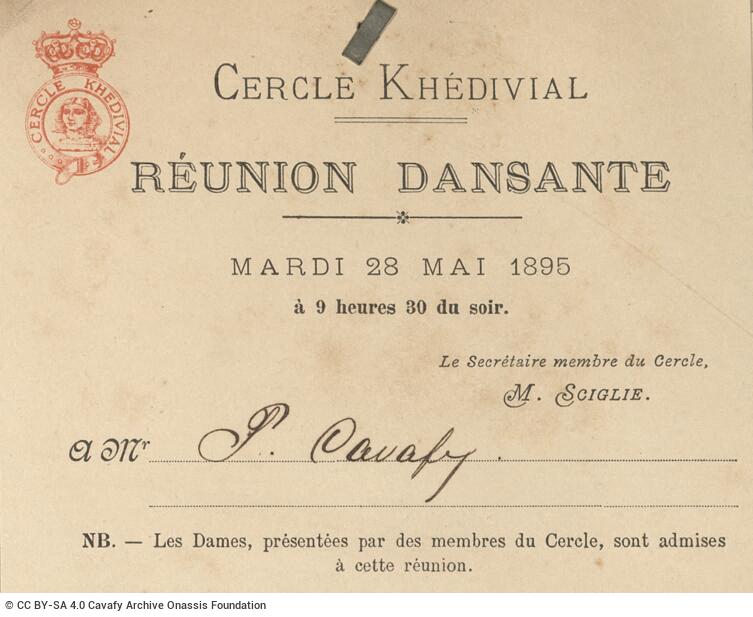 CERCLE KHÉDIVIAL
CERCLE KHÉDIVIAL
RÉUNION DANSANTE
MARDI 28 MAI 1895
à 9 heures 30 du soir.
Le Secrétaire membre du Cercle,
M. SCIGLIE.
A Mr P. Cavafy.
NB. — Les Dames, présentées par des membres du Cercle, sont admises
à cette réunion.
© CC BY-SA 4.0 Cavafy Archive Onassis Foundation